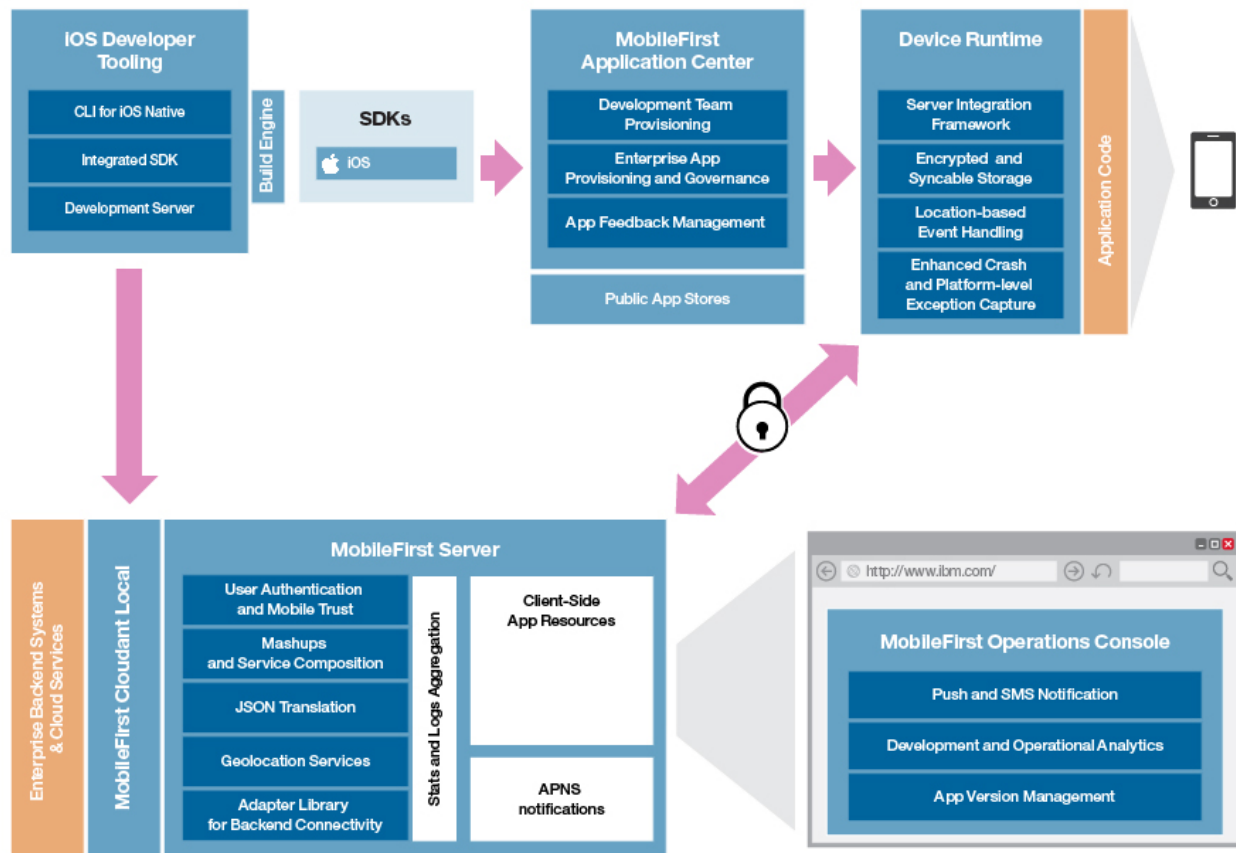 iOS Developer
Tooling
CLI for iOS Native
Integrated SDK
Development Server
Build Engine
SDKs
iOS
MobileFirst
Application Center
Development Team
Provisioning
Enterprise App
Provisioning and Governance
App Feedback Management
Public App Stores
Device Runtime
Server Integration
Framework
Encrypted and
Syncable Storage
Location-based
Event Handling
Enhanced Crash
and Platform-level
Exception Capture
Application Code
Enterprise Backend Systems
& Cloud Services
MobileFirst Cloudant Local
MobileFirst Server
User Authentication
and Mobile Trust
Mashups
and Service Composition
JSON Translation
Geolocation Services
Adapter Library
for Backend Connectivity
Stats and Logs Aggregation
Client-Side
App Resources
APNS
notifications
http://www.ibm.com/
MobileFirst Operations Console
Push and SMS Notification
Development and Operational Analytics
App Version Management